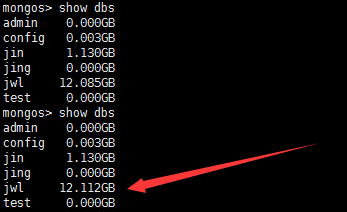 mongos> show dbs
admin 0.000GB
config 0.003GB
jin 1.130GB
jing 0.000GB
jwl 12.085GB
test 0.000GB
mongos> show dbs
admin 0.000GB
config 0.003GB
jin 1.130GB
jing 0.000GB
jwl 12.112GB
test 0.000GB